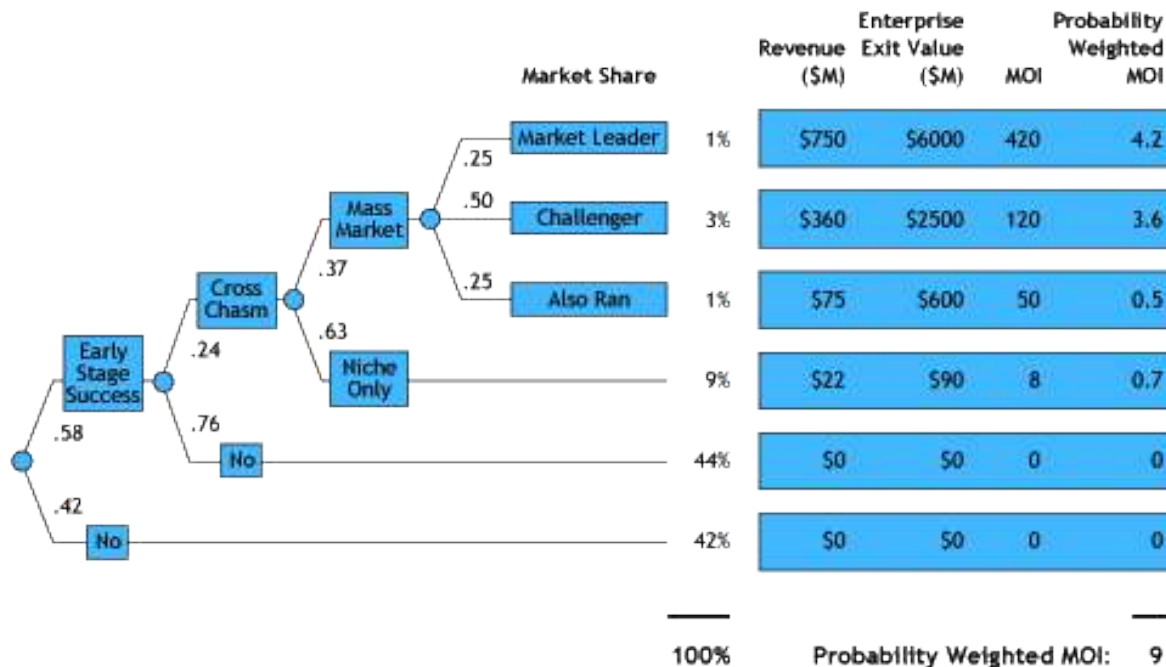 Enterprise Probability
Revenue Exit Value Weighted
Market Share ($M) ($M) MOI MOI
Market Leader 1% $750 $6000 420 4.2
.25
.50
Mass
Market
Challenger 3% $360 $2500 120 3.6
.37
.25
Cross
Chasm
Also Ran 1% $75 $600 50 0.5
.63
.24
Early
Stage
Success
Niche
Only
9% $22 $90 8 0.7
.76
.58
No 44% $0 $0 0 0
.42
No 42% $0 $0 0 0
100% Probability Weighted MOI: 9